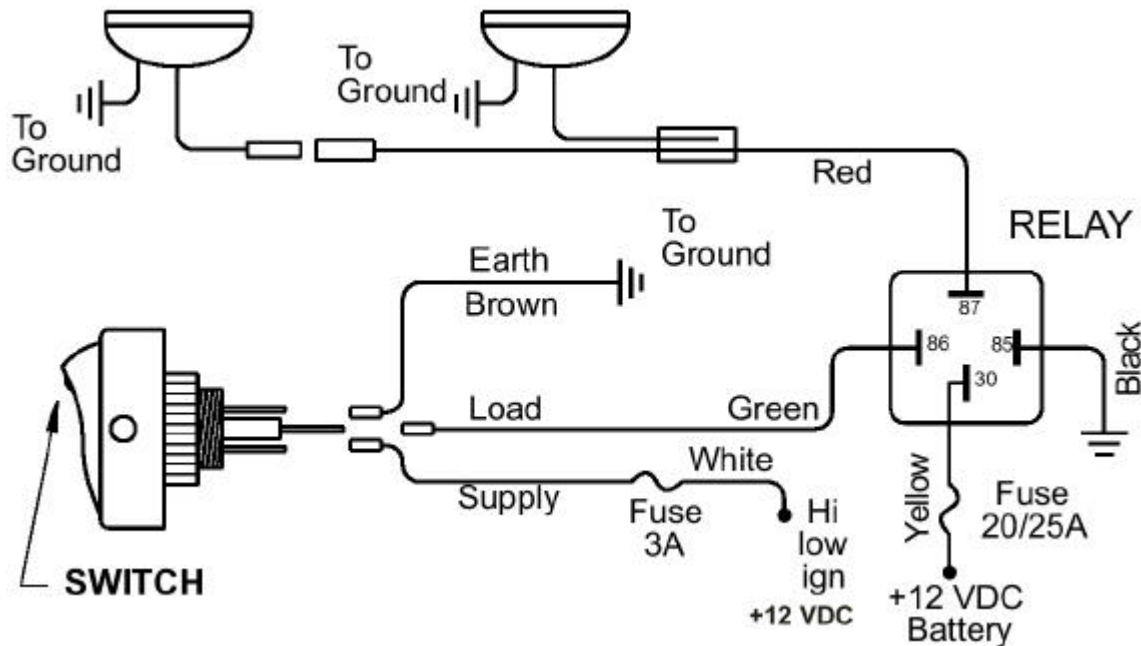 To
Ground
To
Ground
Red
To
Ground
RELAY
Earth
Brown
87
86
85
30
Black
Load
Green
White
Supply
Fuse
3A
Hi
low
ign
+12 VDC
Yellow
Fuse
20/25A
+12 VDC
Battery
SWITCH